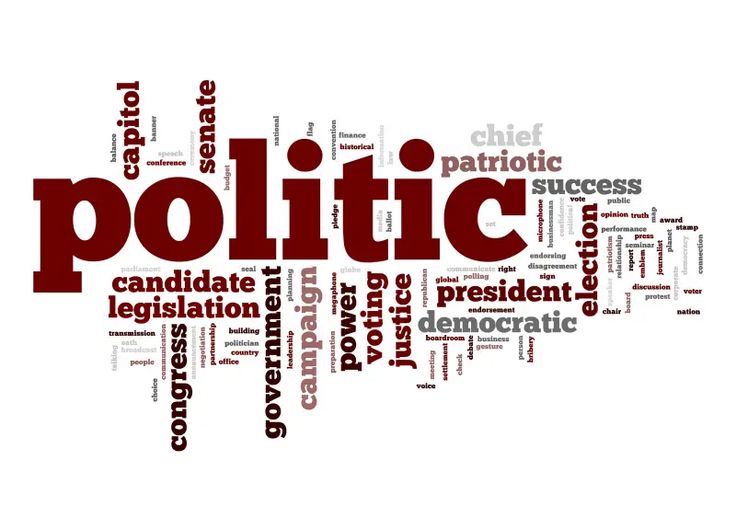 politic
capitol
senate
balance
banner
speech
ceremony
conference
budget
national
flag
convention
finance
historical
information
law
pledge
media
ballot
chief
patriotic
success
act
microphone
businessman
confidence
political
vote
public
opinion
truth
map
award
stamp
performance
endorsing
disagreement
election
patriotism
relationship
press
seminar
report
emblem
journalist
planet
corporate
democracy
connection
parliament
seal
candidate
legislation
planning
government
campaign
globe
megaphone
power
voting
justice
republican
communicate
right
polling
global
sign
president
endorsement
democratic
speaker
chair
board
discussion
protest
voter
nation
transmission
oath
broadcast
talking
people
choice
communication
congress
announcement
negotiation
partnership
building
politician
country
office
leadership
preparation
boardroom
business
gesture
debate
check
settlement
meeting
voice
person
bribery